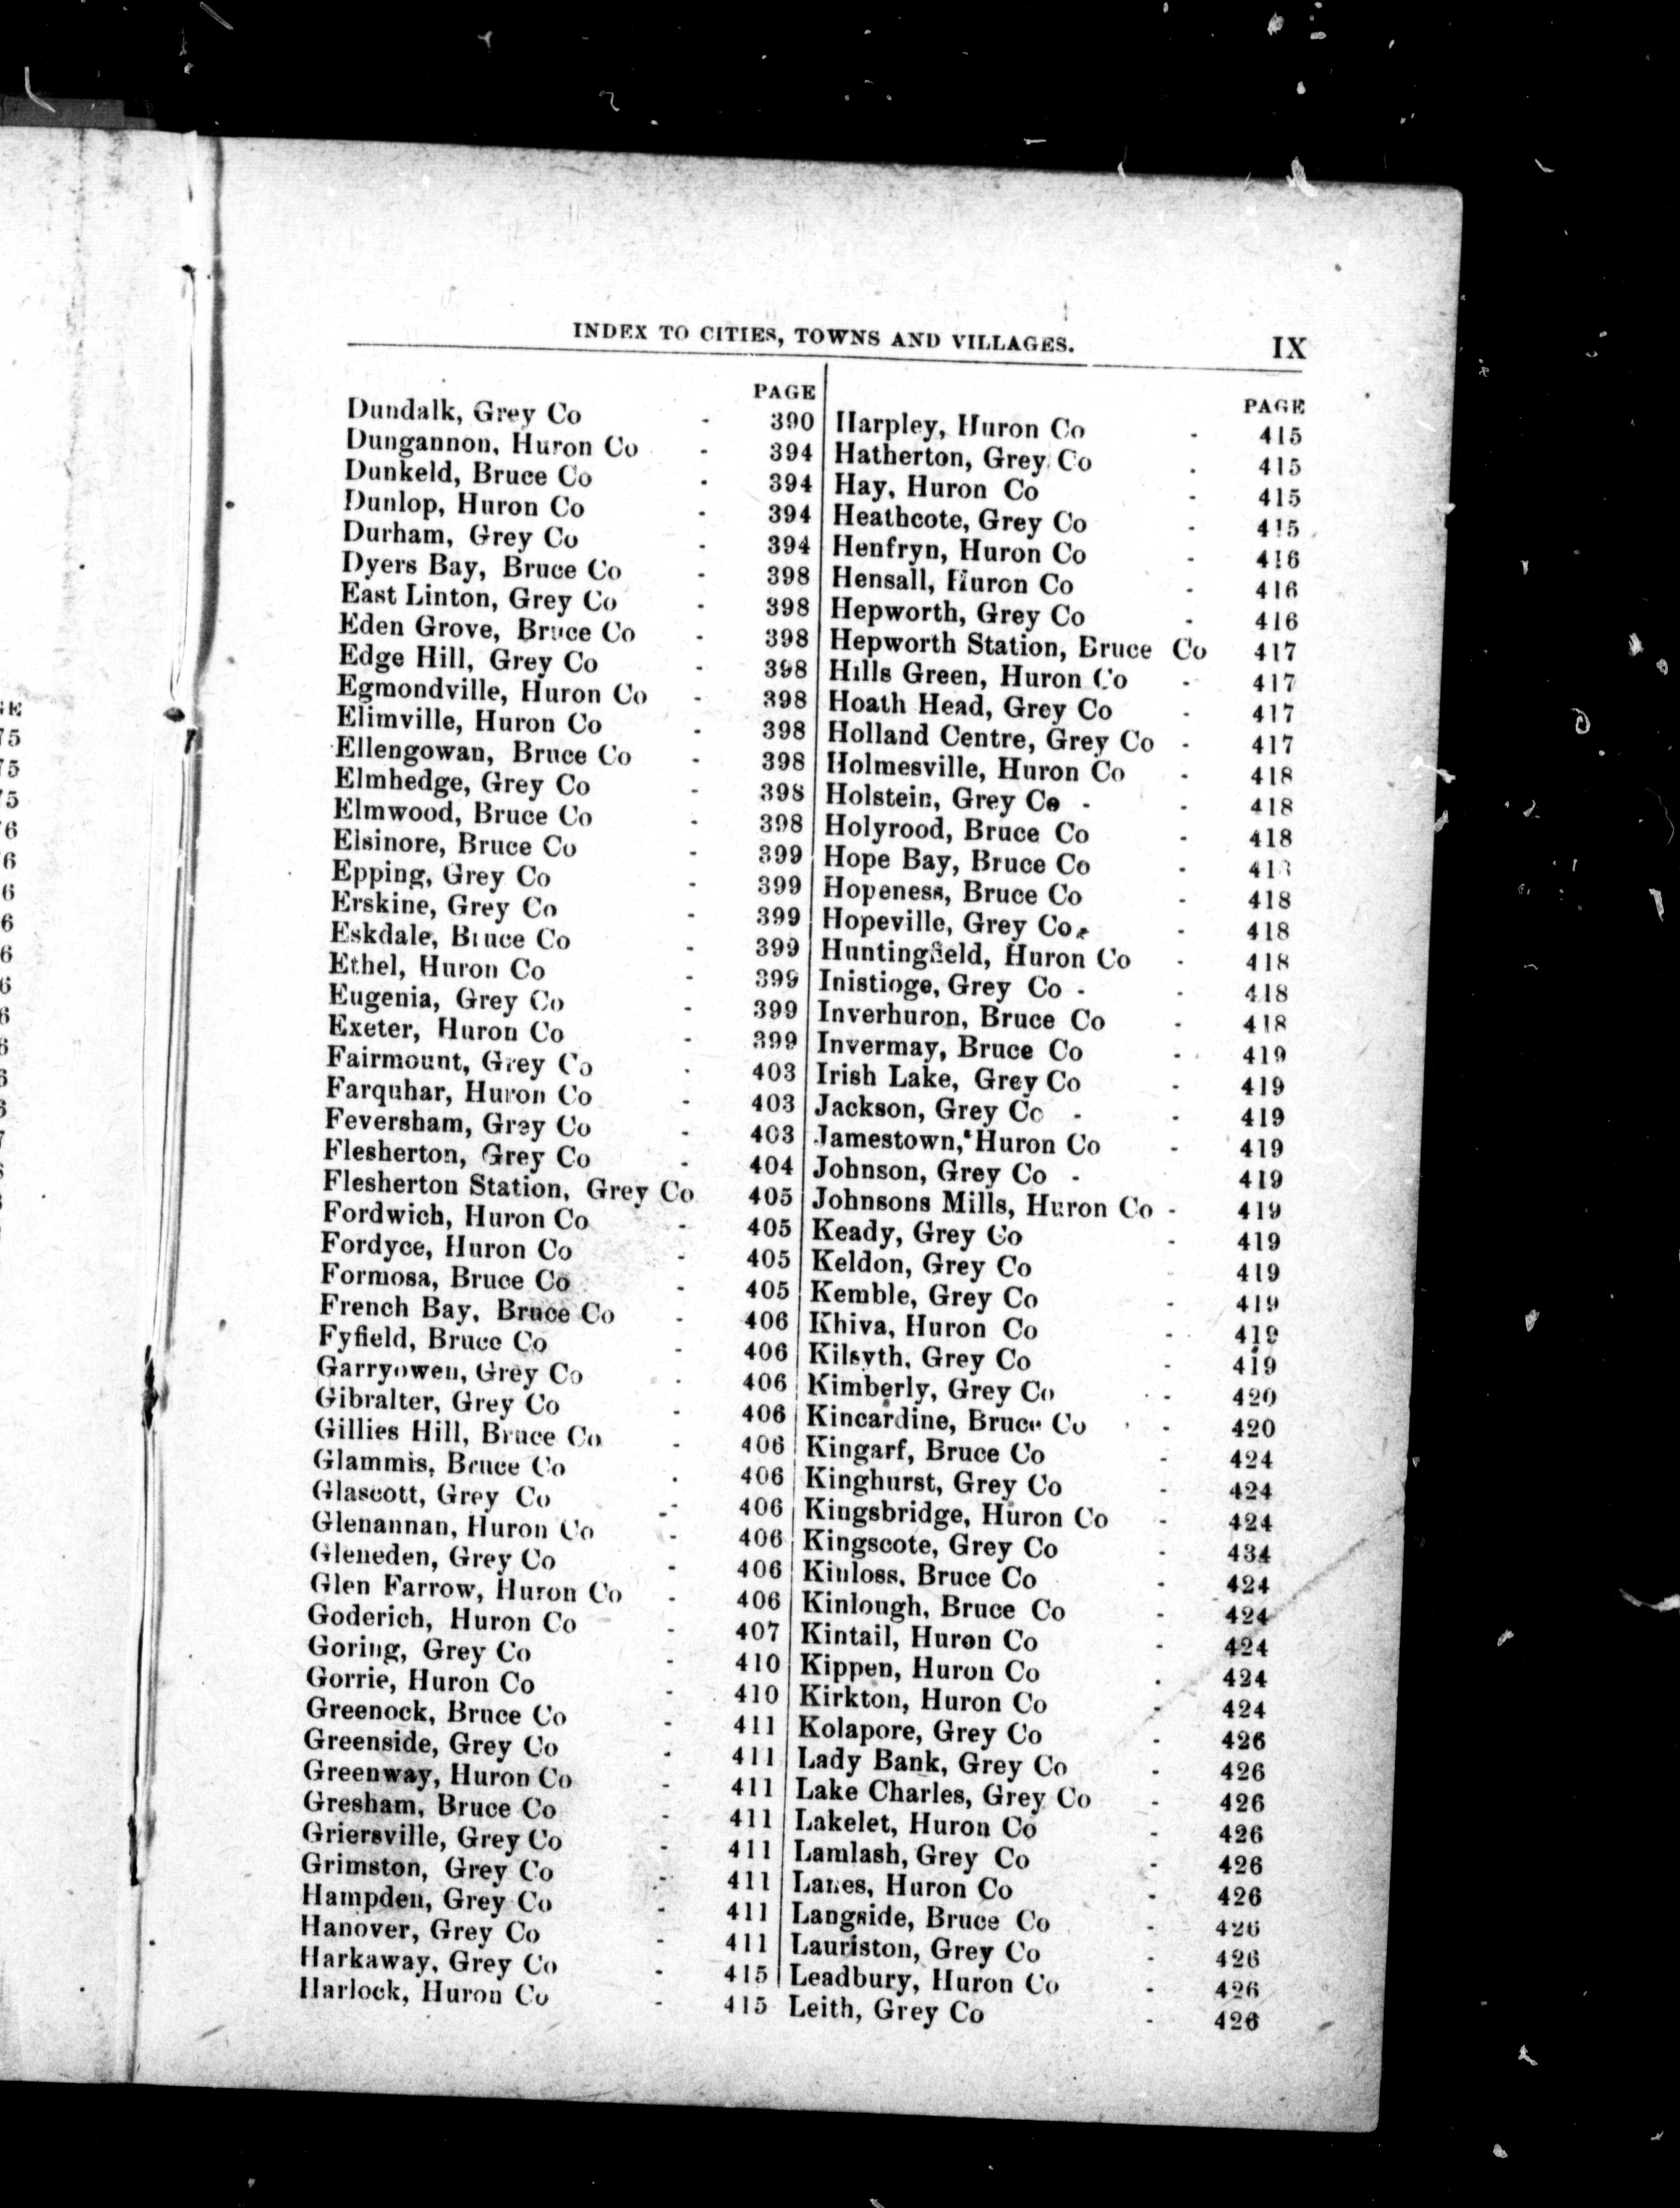 INDEX TO CITIES, TOWNS AND VILLAGES. IX
PAGE
Dundalk, Grey Co - 390
Dungannon, Huron Co - 394
Dunkeld, Bruce Co - 394
Dunlop, Huron Co - 394
Durham, Grey Co - 394
Dyers Bay, Bruce Co - 398
East Linton, Grey Co - 398
Eden Grove, Bruce Co - 398
Edge Hill, Grey Co - 398
Egmondville, Huron Co - 398
Elimville, Huron Co - 398
Ellengowan, Bruce Co - 398
Elmhedge, Grey Co - 398
Elmwood, Bruce Co - 398
Elsinore, Bruce Co - 399
Epping, Grey Co - 399
Erskine, Grey Co - 399
Eskdale, Bruce Co - 399
Ethel, Huron Co - 399
Eugenia, Grey Co - 399
Exeter, Huron Co - 399
Fairmount, Grey Co - 403
Farquhar, Huron Co - 403
Feversham, Grey Co - 403
Flesherton, Grey Co - 404
Flesherton Station, Grey Co 405
Fordwich, Huron Co - 405
Fordyce, Huron Co - 405
Formosa, Bruce Co - 405
French Bay, Bruce Co - 406
Fyfield, Bruce Co - 406
Garryowen, Grey Co - 406
Gibralter, Grey Co - 406
Gillies Hill, Bruce Co - 406
Glammis, Bruce Co - 406
Glascott, Grey Co - 406
Glenannan, Huron Co - 406
Gleneden, Grey Co - 406
Glen Farrow, Huron Co - 406
Goderich, Huron Co - 407
Goring, Grey Co - 410
Gorrie, Huron Co - 410
Greenock, Bruce Co - 411
Greenside, Grey Co - 411
Greenway, Huron Co - 411
Gresham, Bruce Co - 411
Griersville, Grey Co - 411
Grimston, Grey Co - 411
Hampden, Grey Co - 411
Hanover, Grey Co - 411
Harkaway, Grey Co - 415
Harlock, Huron Co - 415
PAGE
Harpley, Huron Co - 415
Hatherton, Grey Co - 415
Hay, Huron Co - 415
Heathcote, Grey Co - 415
Henfryn, Huron Co - 416
Hensall, Huron Co - 416
Hepworth, Grey Co - 416
Hepworth Station, Bruce Co 417
Hills Green, Huron Co - 417
Hoath Head, Grey Co - 417
Holland Centre, Grey Co - 417
Holmesville, Huron Co - 418
Holstein, Grey Co - - 418
Holyrood, Bruce Co - 418
Hope Bay, Bruce Co - 418
Hopeness, Bruce Co - 418
Hopeville, Grey Co - 418
Huntingfield, Huron Co - 418
Inistioge, Grey Co - - 418
Inverhuron, Bruce Co - 418
Invermay, Bruce Co - 419
Irish Lake, Grey Co - 419
Jackson, Grey Co - - 419
Jamestown, Huron Co - 419
Johnson, Grey Co - 419
Johnsons Mills, Huron Co - 419
Keady, Grey Co - 419
Keldon, Grey Co - 419
Kemble, Grey Co - 419
Khiva, Huron Co - 419
Kilsyth, Grey Co - 419
Kimberly, Grey Co - 420
Kincardine, Bruce Co - 420
Kingarf, Bruce Co - 424
Kinghurst, Grey Co - 424
Kingsbridge, Huron Co - 424
Kingscote, Grey Co - 434
Kinloss, Bruce Co - 424
Kinlough, Bruce Co - 424
Kintail, Huron Co - 424
Kippen, Huron Co - 424
Kirkton, Huron Co - 424
Kolapore, Grey Co - 426
Lady Bank, Grey Co - 426
Lake Charles, Grey Co - 426
Lakelet, Huron Co - 426
Lamlash, Grey Co - 426
Lanes, Huron Co - 426
Langside, Bruce Co - 426
Lauriston, Grey Co - 426
Leadbury, Huron Co - 426
Leith, Grey Co - 426